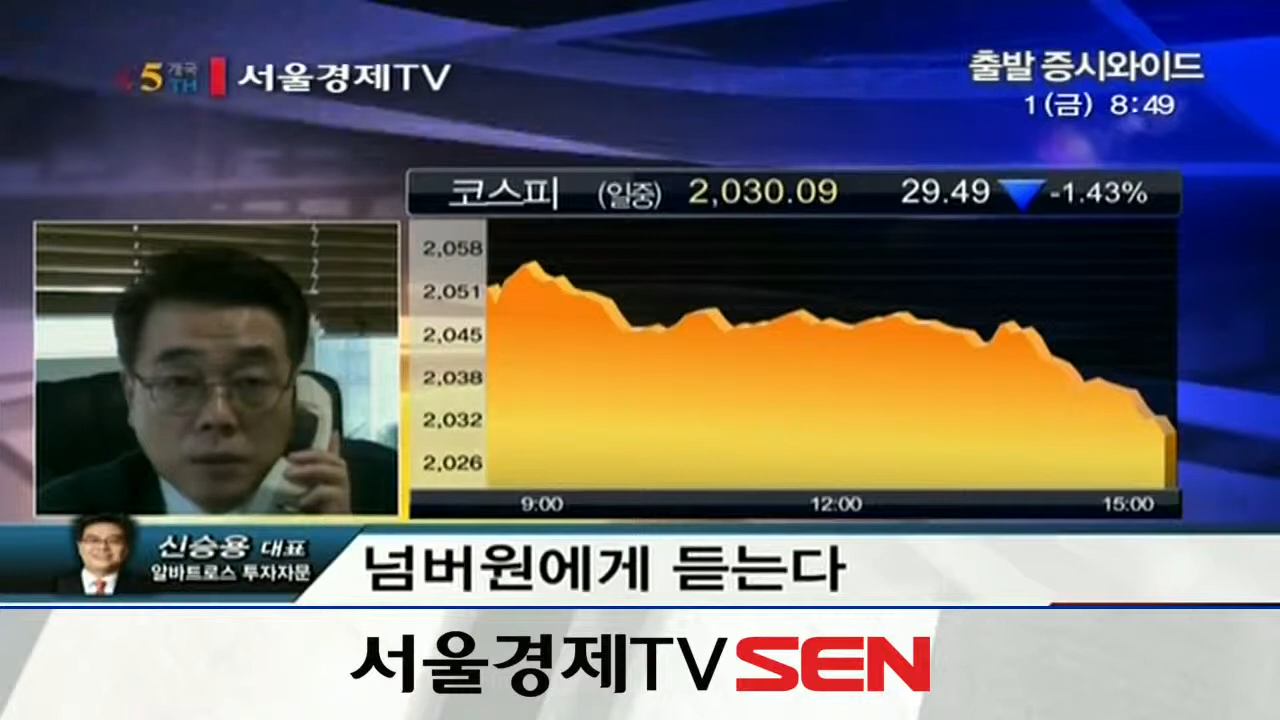 5 개국 TH 서울경제TV
출발 증시와이드
1(금) 8:49
코스피 (일중) 2,030.09 29.49 -1.43%
2,058
2,051
2,045
2,038
2,032
2,026
9:00 12:00 15:00
신승용 대표
알바트로스 투자자문
넘버원에게 듣는다
서울경제TV SEN